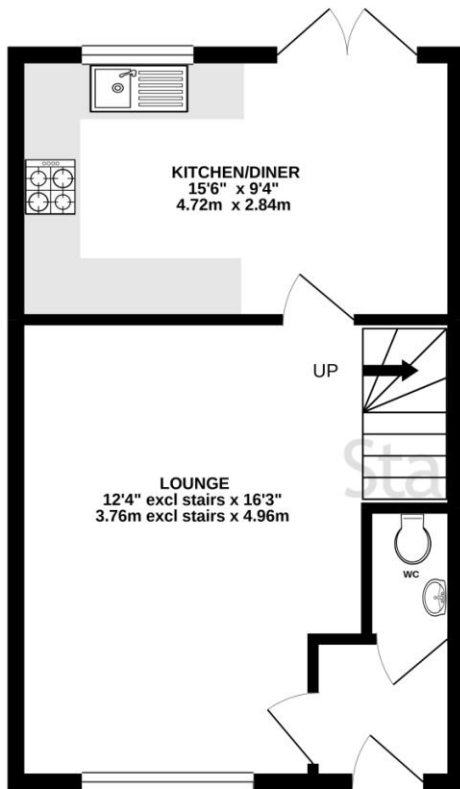 KITCHEN/DINER
15'6" x 9'4"
4.72m x 2.84m
UP
LOUNGE
12'4" excl stairs x 16'3"
3.76m excl stairs x 4.96m
Sta
WC